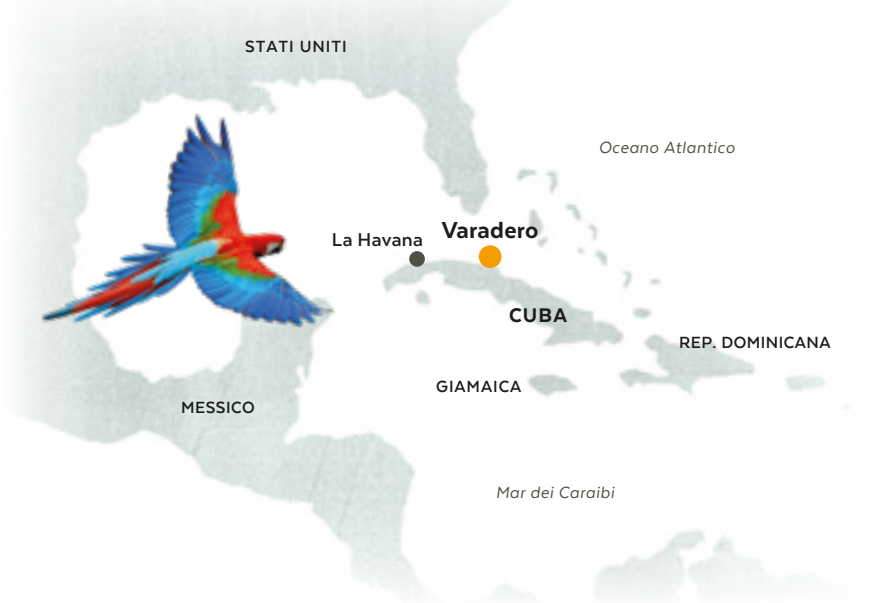 STATI UNITI
Oceano Atlantico
Varadero
La Havana
CUBA
REP. DOMINICANA
GIAMAICA
MESSICO
Mar dei Caraibi